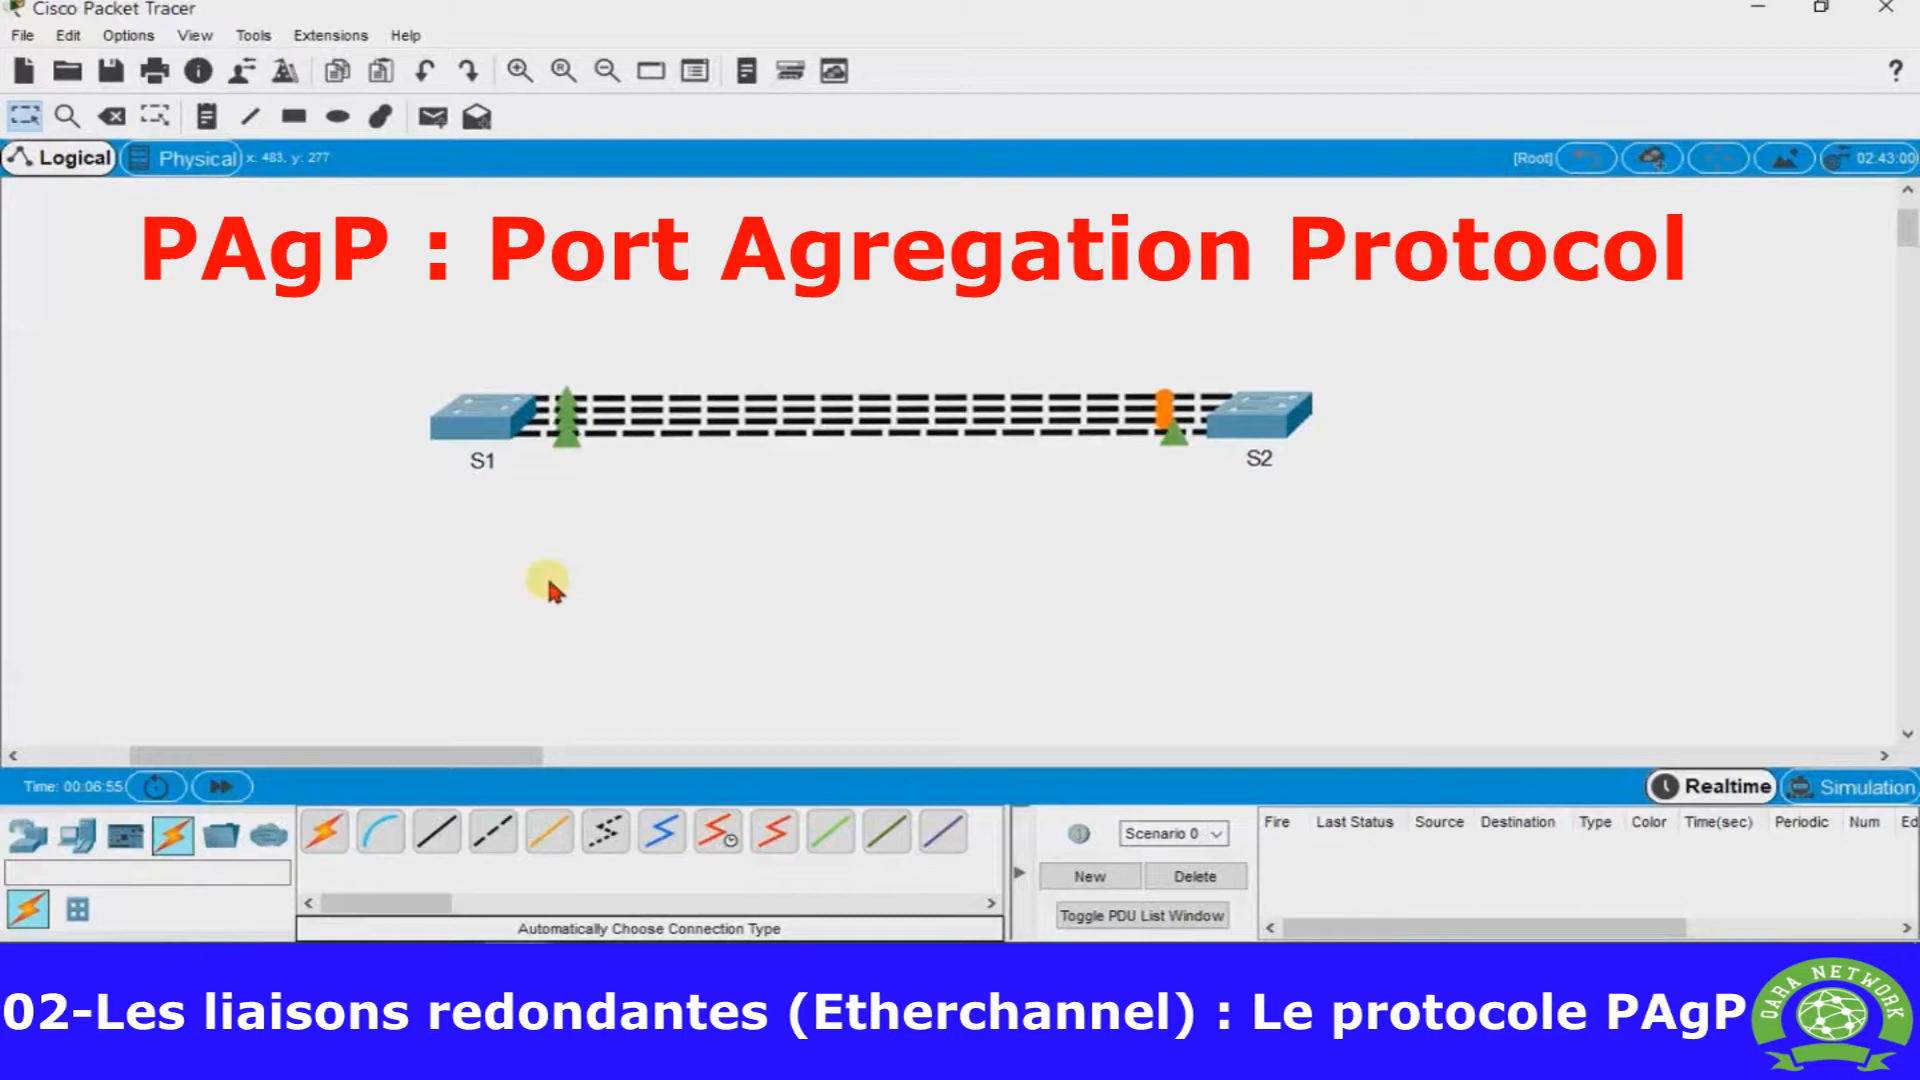 Cisco Packet Tracer
File Edit Options View Tools Extensions Help
?
Logical Physical x: 483, y: 277 [Root] 02:43:00
PAgP : Port Agregation Protocol
S1 S2
Time: 00:06:55 Realtime Simulation
Scenario 0
Fire Last Status Source Destination Type Color Time(sec) Periodic Num Ed
New Delete
Toggle PDU List Window
Automatically Choose Connection Type
02-Les liaisons redondantes (Etherchannel) : Le protocole PAgP
QARA NETWORK